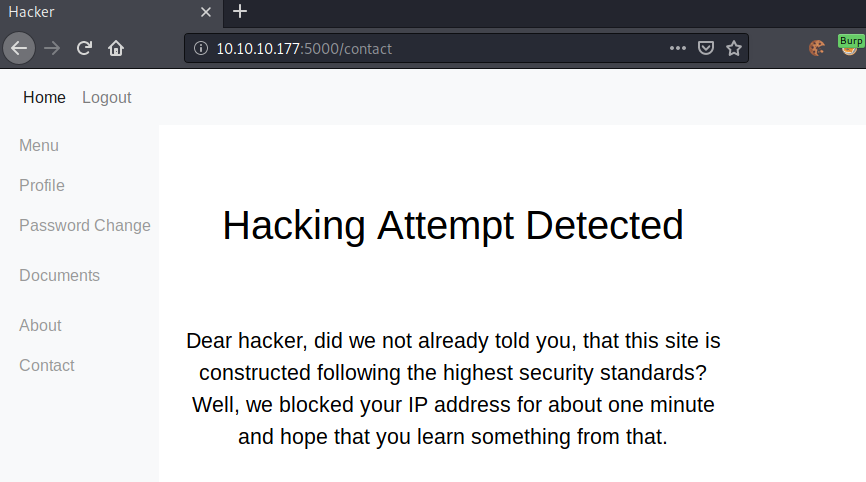 Hacker
10.10.10.177:5000/contact
Burp
Home Logout
Menu
Profile
Password Change
Documents
About
Contact
Hacking Attempt Detected
Dear hacker, did we not already told you, that this site is
constructed following the highest security standards?
Well, we blocked your IP address for about one minute
and hope that you learn something from that.